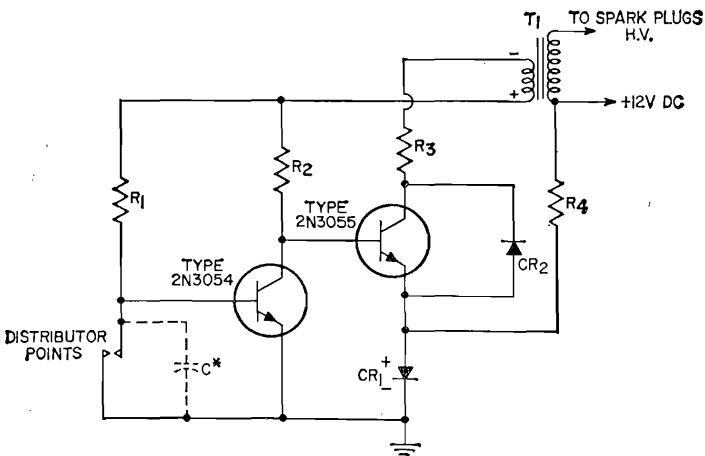 T1
TO SPARK PLUGS
H.V.
-
+
+12V DC
R1
R2
R3
R4
TYPE
2N3055
TYPE
2N3054
CR2
DISTRIBUTOR
POINTS
C*
CR1
+
-